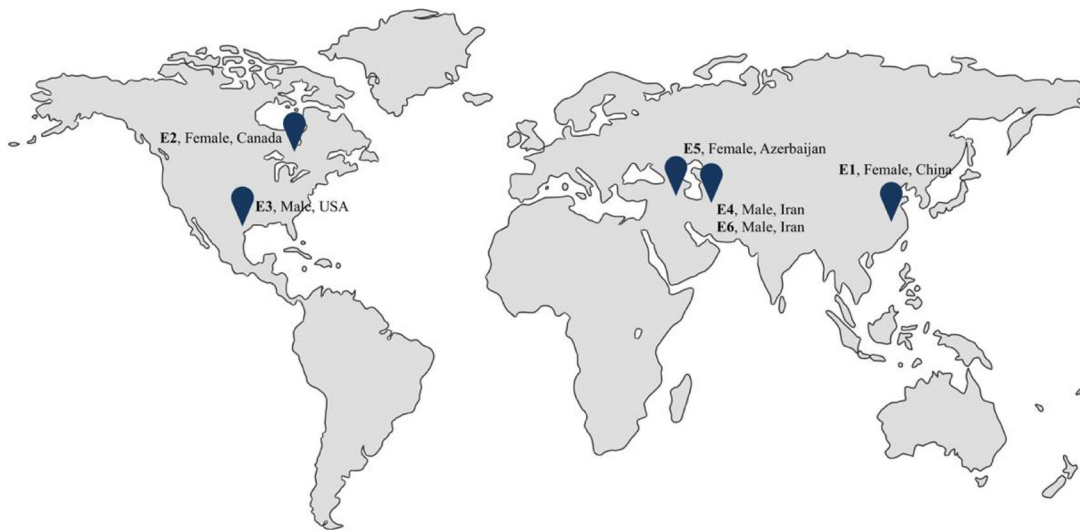 E2, Female, Canada
E5, Female, Azerbaijan
E1, Female, China
E3, Male, USA
E4, Male, Iran
E6, Male, Iran